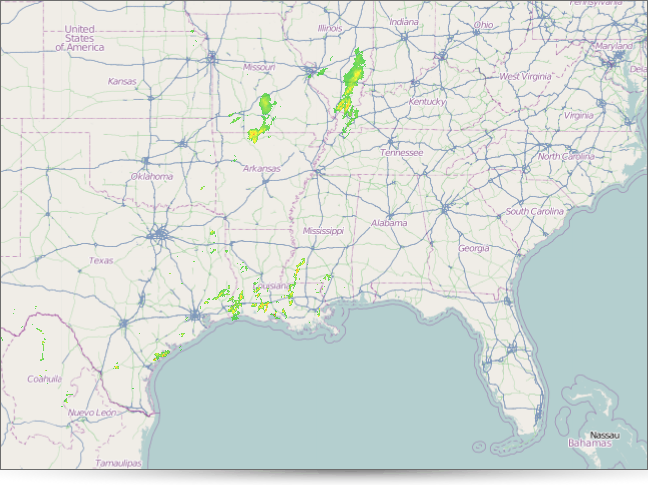 Pennsylvania
Illinois
Indiana
Ohio
United
States
of America
Maryland
Missouri
Kansas
West Virginia
Kentucky
Virginia
Tennessee
North Carolina
Arkansas
Oklahoma
South Carolina
Alabama
Mississippi
Georgia
Texas
Louisiana
Coahuila
Nuevo León
Nassau
Bahamas
Tamaulipas